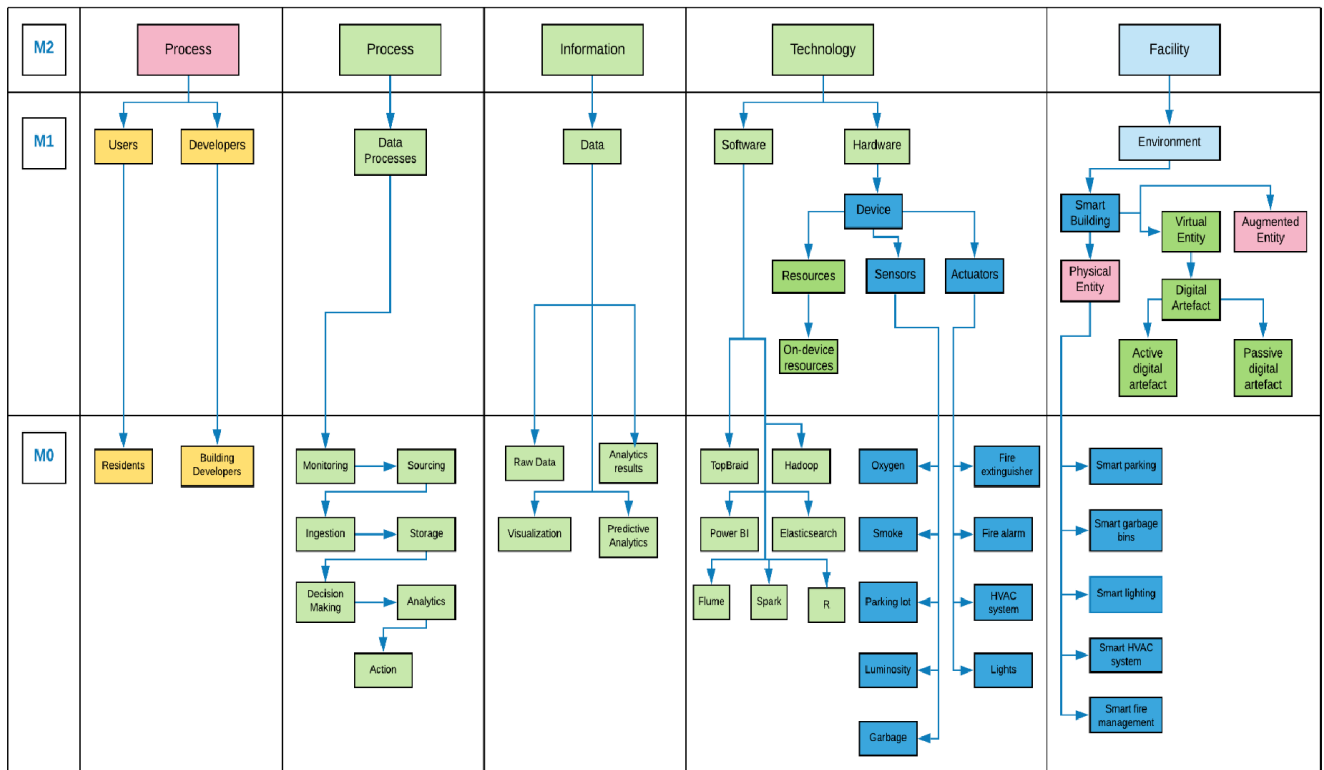 M2
Process
Process
Information
Technology
Facility
M1
Users
Developers
Data
Processes
Data
Software
Hardware
Environment
Device
Smart
Building
Virtual
Entity
Augmented
Entity
Resources
Sensors
Actuators
Physical
Entity
Digital
Artefact
On-device
resources
Active
digital
artefact
Passive
digital
artefact
M0
Residents
Building
Developers
Monitoring
Sourcing
Ingestion
Storage
Decision
Making
Analytics
Action
Raw Data
Analytics
results
Visualization
Predictive
Analytics
TopBraid
Hadoop
Power BI
Elasticsearch
Flume
Spark
R
Oxygen
Fire
extinguisher
Smoke
Fire alarm
Parking lot
HVAC
system
Luminosity
Lights
Garbage
Smart parking
Smart garbage
bins
Smart lighting
Smart HVAC
system
Smart fire
management